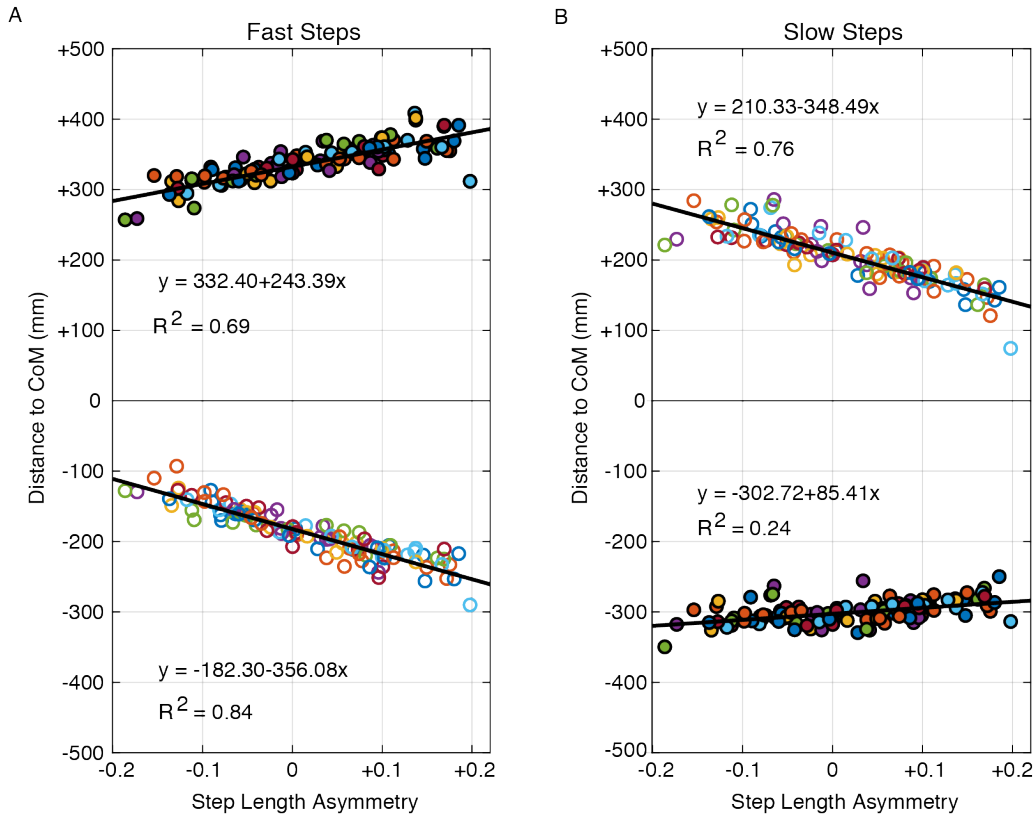 A
B
Fast Steps
Slow Steps
+500
+400
+300
+200
+100
0
-100
-200
-300
-400
-500
Distance to CoM (mm)
y = 332.40+243.39x
R2 = 0.69
y = -182.30-356.08x
R2 = 0.84
-0.2
-0.1
0
+0.1
+0.2
Step Length Asymmetry
+500
+400
+300
+200
+100
0
-100
-200
-300
-400
-500
Distance to CoM (mm)
y = 210.33-348.49x
R2 = 0.76
y = -302.72+85.41x
R2 = 0.24
-0.2
-0.1
0
+0.1
+0.2
Step Length Asymmetry